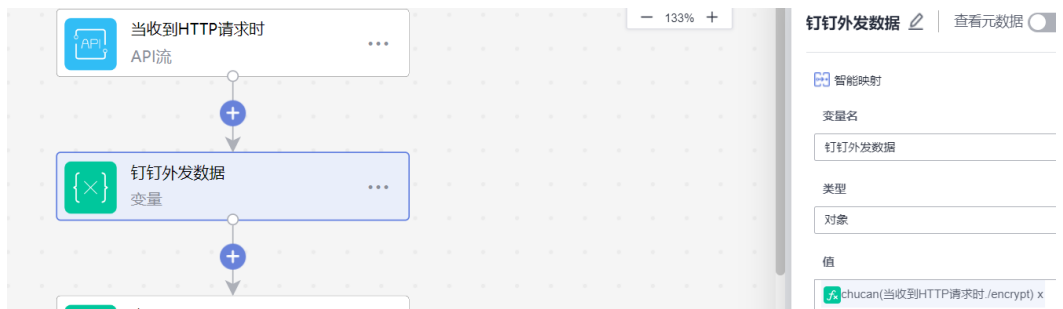 当收到HTTP请求时
API
API流
— 133% +
钉钉外发数据
变量
钉钉外发数据
查看元数据
智能映射
变量名
钉钉外发数据
类型
对象
值
fx chucan(当收到HTTP请求时./encrypt) x